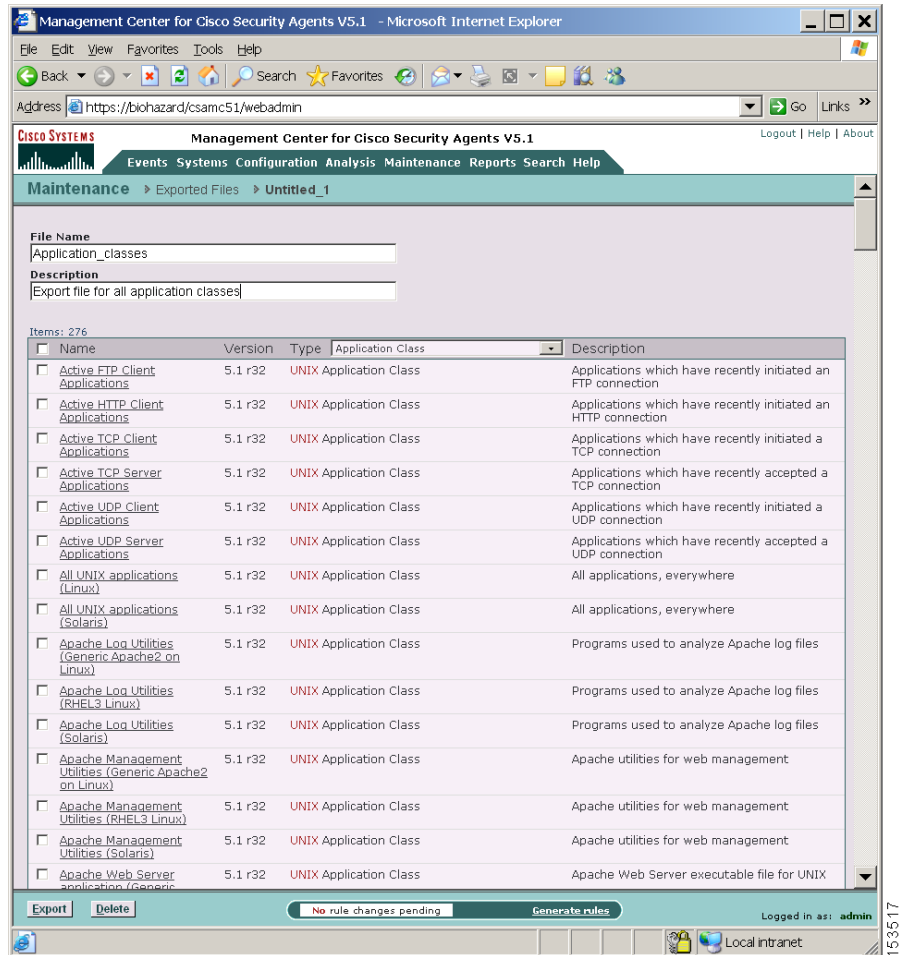 Management Center for Cisco Security Agents V5.1 - Microsoft Internet Explorer
File Edit View Favorites Tools Help
Back Search Favorites
Address https://biohazard/csamc51/webadmin Go Links »
CISCO SYSTEMS
Management Center for Cisco Security Agents V5.1
Logout | Help | About
Events Systems Configuration Analysis Maintenance Reports Search Help
Maintenance Exported Files Untitled_1
File Name
Application_classes
Description
Export file for all application classes
Items: 276
Name Version Type Application Class Description
Active FTP Client 5.1 r32 UNIX Application Class Applications which have recently initiated an
Applications FTP connection
Active HTTP Client 5.1 r32 UNIX Application Class Applications which have recently initiated an
Applications HTTP connection
Active TCP Client 5.1 r32 UNIX Application Class Applications which have recently initiated a
Applications TCP connection
Active TCP Server 5.1 r32 UNIX Application Class Applications which have recently accepted a
Applications TCP connection
Active UDP Client 5.1 r32 UNIX Application Class Applications which have recently initiated a
Applications UDP connection
Active UDP Server 5.1 r32 UNIX Application Class Applications which have recently accepted a
Applications UDP connection
All UNIX applications 5.1 r32 UNIX Application Class All applications, everywhere
(Linux)
All UNIX applications 5.1 r32 UNIX Application Class All applications, everywhere
(Solaris)
Apache Log Utilities 5.1 r32 UNIX Application Class Programs used to analyze Apache log files
(Generic Apache2 on
Linux)
Apache Log Utilities 5.1 r32 UNIX Application Class Programs used to analyze Apache log files
(RHEL3 Linux)
Apache Log Utilities 5.1 r32 UNIX Application Class Programs used to analyze Apache log files
(Solaris)
Apache Management 5.1 r32 UNIX Application Class Apache utilities for web management
Utilities (Generic Apache2
on Linux)
Apache Management 5.1 r32 UNIX Application Class Apache utilities for web management
Utilities (RHEL3 Linux)
Apache Management 5.1 r32 UNIX Application Class Apache utilities for web management
Utilities (Solaris)
Apache Web Server 5.1 r32 UNIX Application Class Apache Web Server executable file for UNIX
application (Generic
Export Delete No rule changes pending Generate rules Logged in as: admin
Local intranet
153517